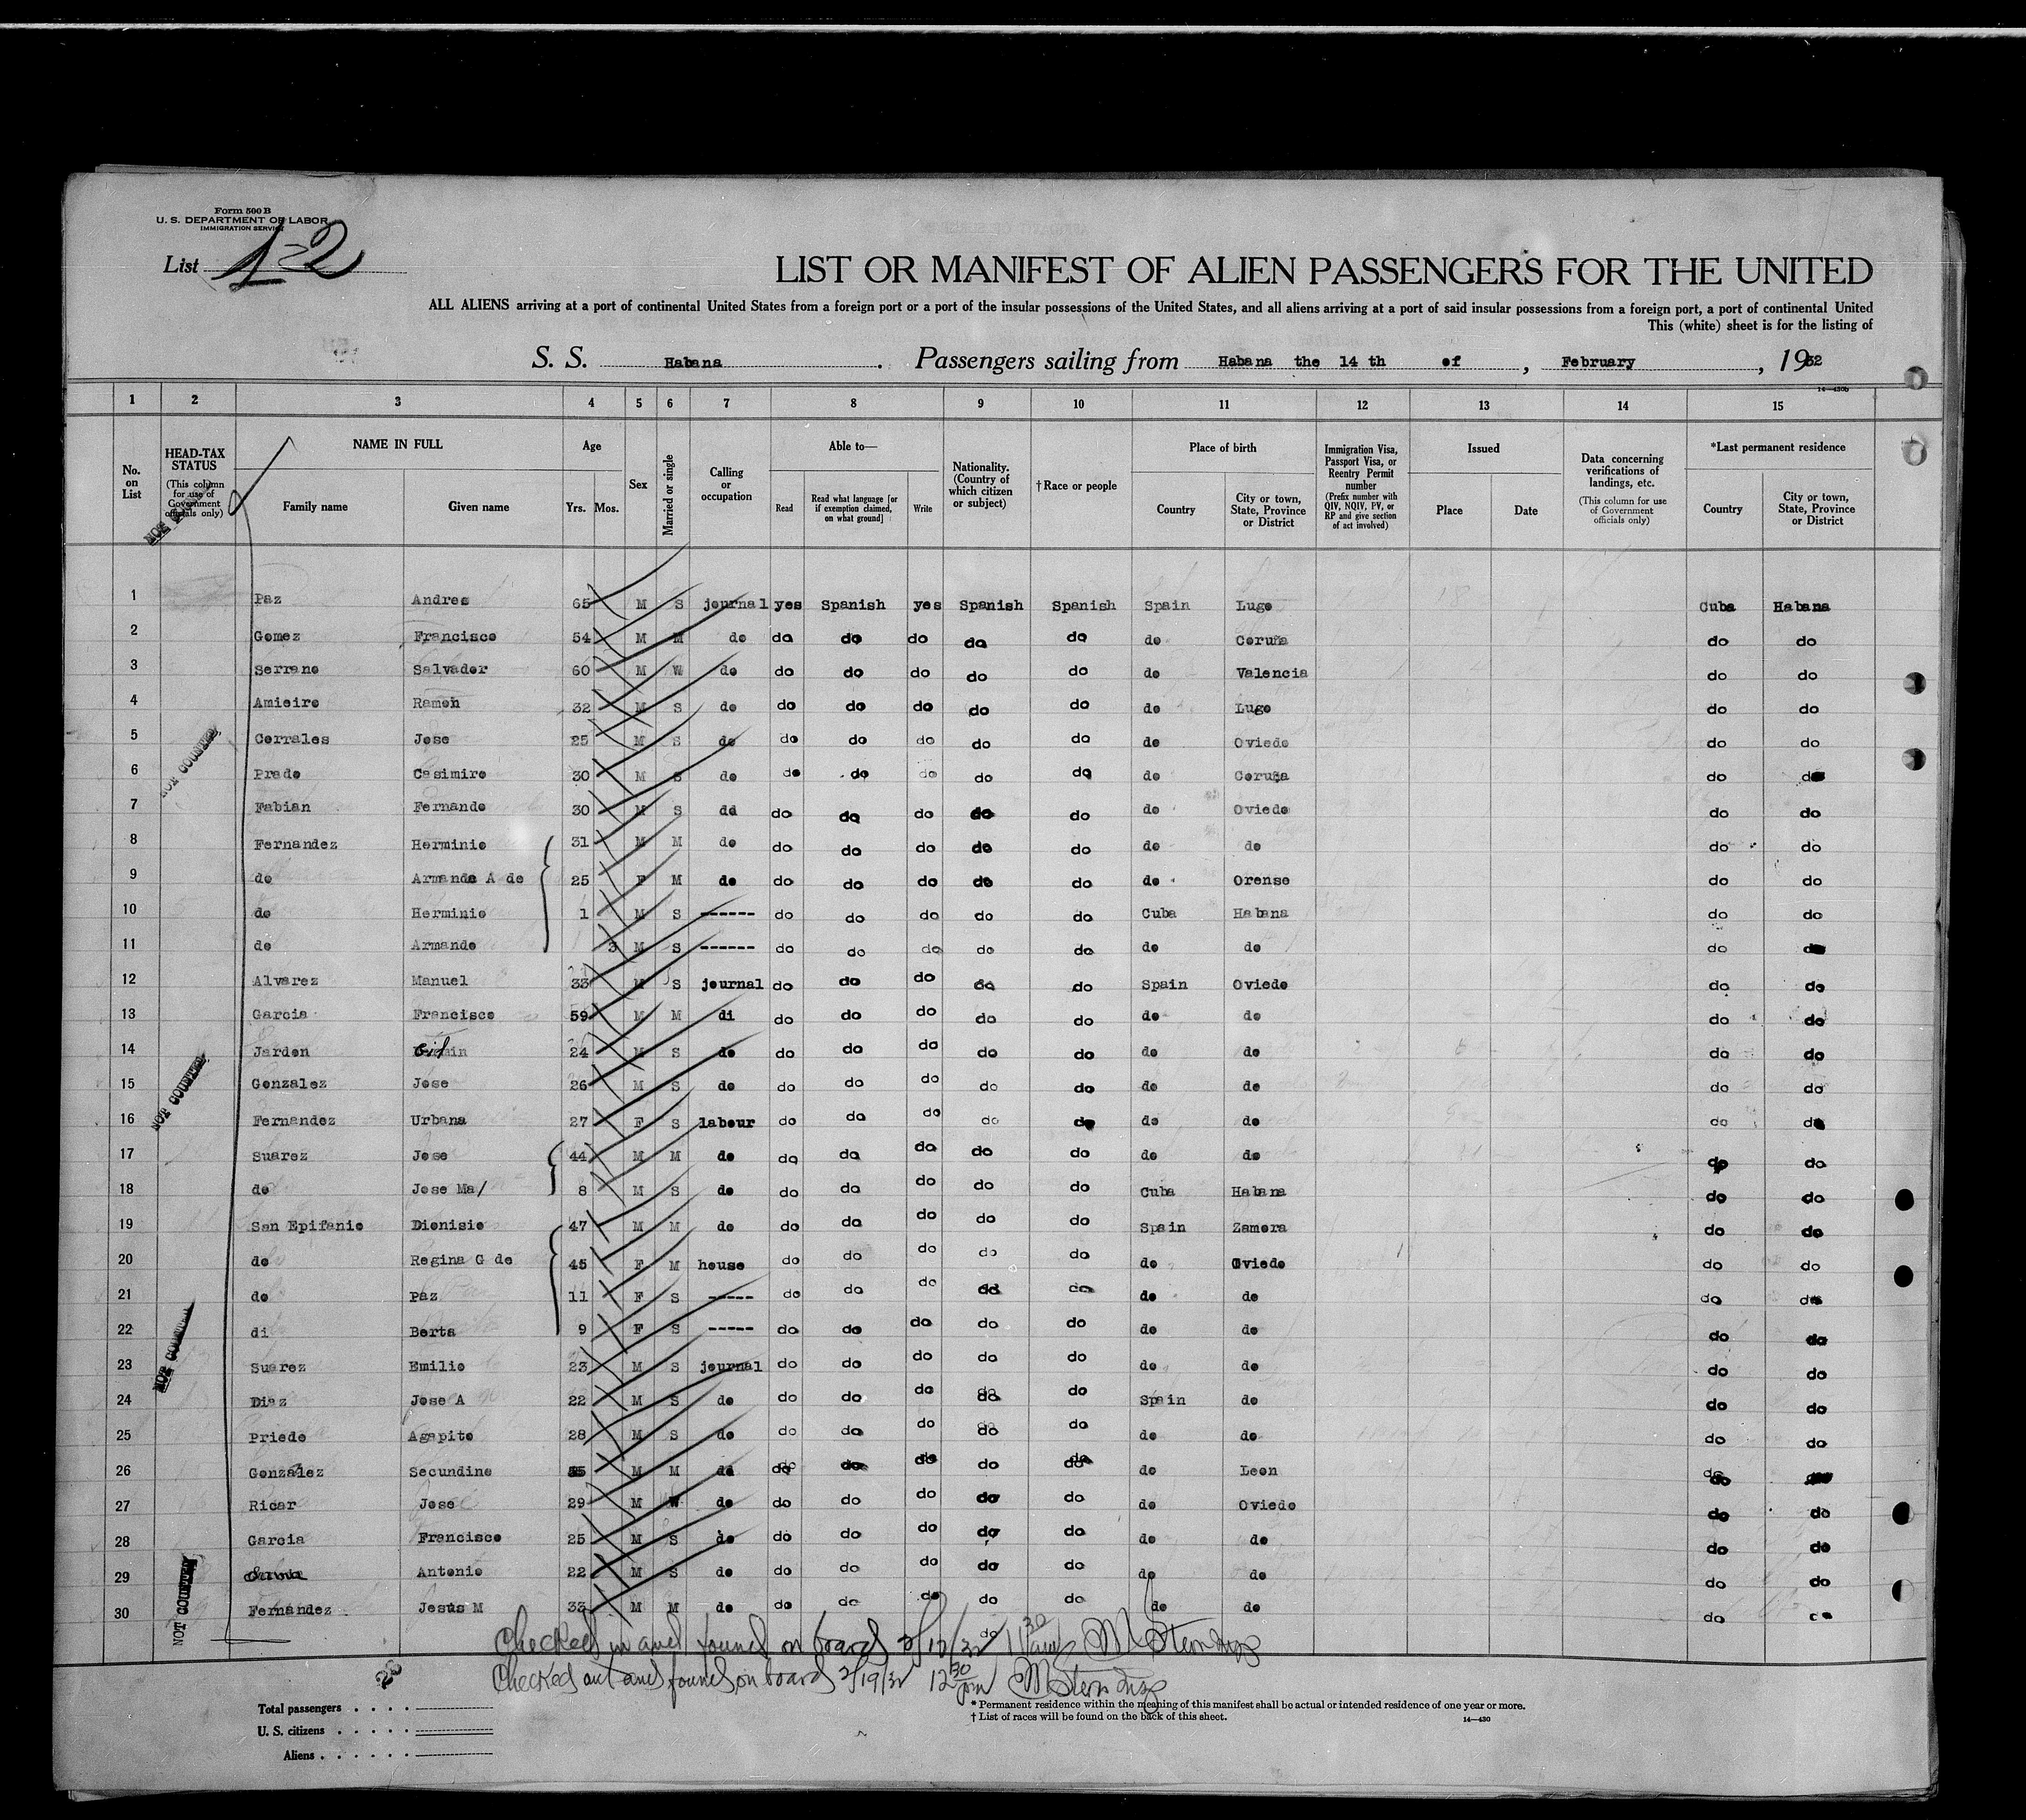 Form 500 B
U. S. DEPARTMENT OF LABOR
IMMIGRATION SERVICE
List 1-2
LIST OR MANIFEST OF ALIEN PASSENGERS FOR THE UNITED
ALL ALIENS arriving at a port of continental United States from a foreign port or a port of the insular possessions of the United States, and all aliens arriving at a port of said insular possessions from a foreign port, a port of continental United
This (white) sheet is for the listing of
S. S. Habana. Passengers sailing from Habana the 14 th of, February, 1932
14—430b
1 2 3 4 5 6 7 8 9 10 11 12 13 14 15
No. on List
HEAD-TAX STATUS (This column for use of Government officials only)
NAME IN FULL
Family name Given name
Age
Yrs. Mos.
Sex
Married or single
Calling or occupation
Able to—
Read Read what language [or if exemption claimed, on what ground] Write
Nationality. (Country of which citizen or subject)
†Race or people
Place of birth
Country City or town, State, Province or District
Immigration Visa, Passport Visa, or Reentry Permit number (Prefix number with QIV, NQIV, PV, or RP and give section of act involved)
Issued
Place Date
Data concerning verifications of landings, etc. (This column for use of Government officials only)
*Last permanent residence
Country City or town, State, Province or District
1 Paz Andres 65 M S journal yes Spanish yes Spanish Spanish Spain Lugo Cuba Habana
2 Gomez Francisco 54 M M do do do do do do do Coruña do do
3 Serrano Salvador 60 M W do do do do do do do Valencia do do
4 Amieiro Ramon 32 M S do do do do do do do Lugo do do
5 Corrales Jose 25 M S do do do do do do do Oviedo do do
6 Prado Casimiro 30 M S do do do do do do do Coruña do do
7 Fabian Fernando 30 M S dd do do do do do do Oviedo do do
8 Fernandez Herminio 31 M M do do do do do do do do do do
9 do Armanda A de 25 F M do do do do do do do Orense do do
10 do Herminio 1 M S ------ do do do do do Cuba Habana do do
11 do Armando 3 M S ------ do do do do do do do do do
12 Alvarez Manuel 33 M S journal do do do do do Spain Oviedo do do
13 Garcia Francisco 59 M M di do do do do do do do do do
14 Jardon Gil 24 M S do do do do do do do do do do
15 Gonzalez Jose 26 M S do do do do do do do do do do
16 Fernandez Urbana 27 F S labour do do do do do do do do do
17 Suarez Jose 44 M M do do do do do do do do do do
18 do Jose Ma/ 8 M S do do do do do do Cuba Habana do do
19 San Epifanio Dionisio 47 M M do do do do do do Spain Zamora do do
20 do Regina G de 45 F M house do do do do do do Oviedo do do
21 do Paz 11 F S ----- do do do do do do do do do
22 di Berta 9 F S ----- do do do do do do do do do
23 Suarez Emilio 23 M S journal do do do do do do do do do
24 Diaz Jose A 22 M S do do do do do do Spain do do do
25 Priede Agapito 28 M S do do do do do do do do do do
26 Gonzalez Secundino M M do do do do do do do Leon do
27 Ricar Jose 29 M W do do do do do do do Oviedo do do
28 Garcia Francisco 25 M S do do do do do do do do do do
29 Antonio 22 M S do do do do do do do do do do
30 Fernandez Jesus M 33 M M do do do do do do do do do do
NOT COUNTED
NOT COUNTED
NOT COUNTED
NOT COUNTED
NOT COUNTED
Checked in and found on board 2/17/32 11 30 am M Stern
Checked out and found on board 2/19/32 12 30 pm M Stern
Total passengers
U. S. citizens
Aliens
* Permanent residence within the meaning of this manifest shall be actual or intended residence of one year or more.
† List of races will be found on the back of this sheet.
14—430